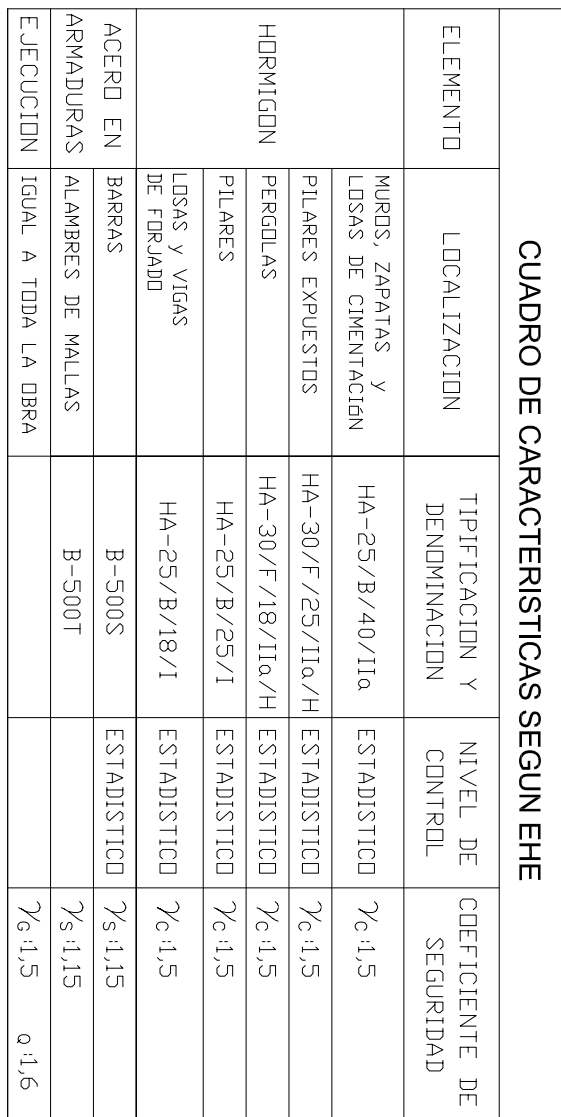 CUADRO DE CARACTERISTICAS SEGUN EHE
ELEMENTO
LOCALIZACION
TIPIFICACION Y
DENOMINACION
NIVEL DE
CONTROL
COEFICIENTE DE
SEGURIDAD
HORMIGON
MUROS, ZAPATAS y
LOSAS DE CIMENTACIóN
HA-25/B/40/IIa
ESTADISTICO
γc:1,5
PILARES EXPUESTOS
HA-30/F/25/IIa/H
ESTADISTICO
γc:1,5
PERGOLAS
HA-30/F/18/IIa/H
ESTADISTICO
γc:1,5
PILARES
HA-25/B/25/I
ESTADISTICO
γc:1,5
LOSAS y VIGAS
DE FORJADO
HA-25/B/18/I
ESTADISTICO
γc:1,5
ACERO EN
ARMADURAS
BARRAS
B-500S
ESTADISTICO
γs:1,15
ALAMBRES DE MALLAS
B-500T
γs:1,15
EJECUCION
IGUAL A TODA LA OBRA
γG:1,5 Q:1,6